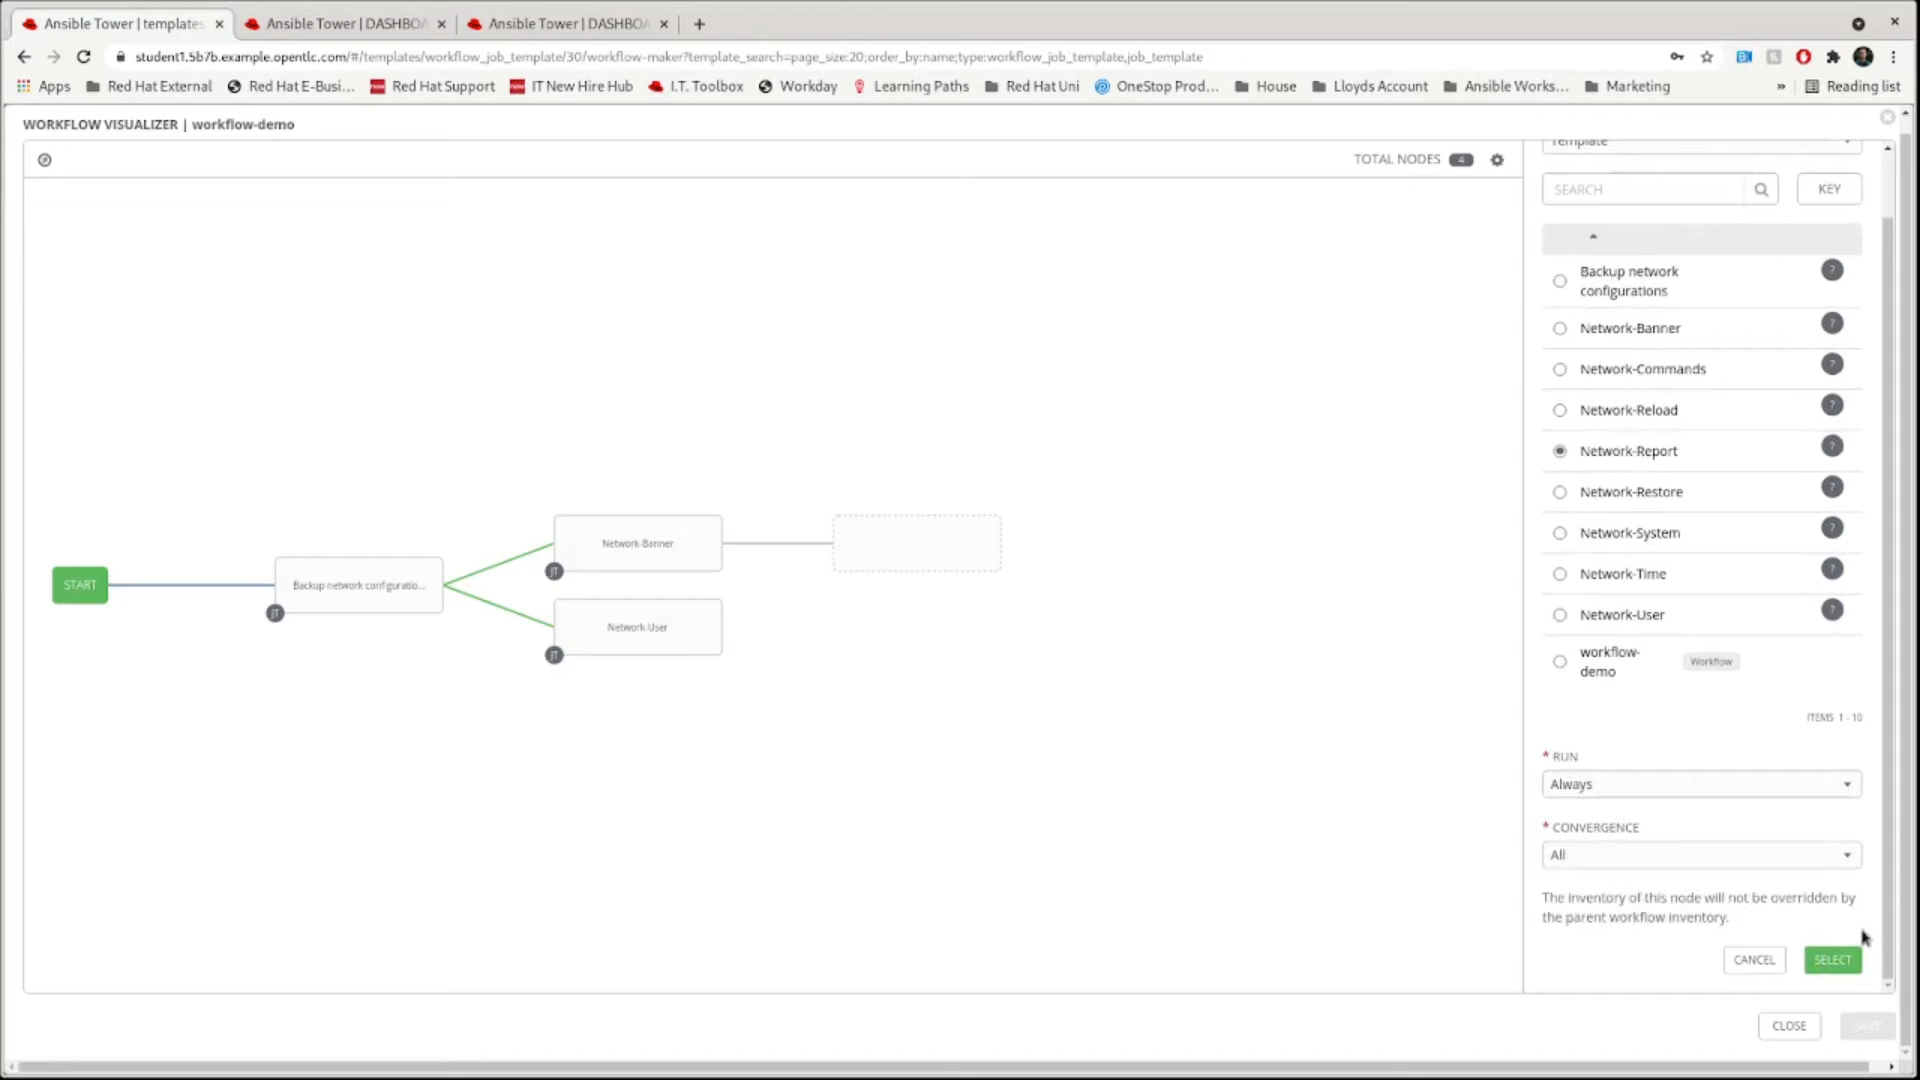 Ansible Tower | templates
Ansible Tower | DASHBOA
Ansible Tower | DASHBOA
student1.5b7b.example.opentlc.com/#/templates/workflow_job_template/30/workflow-maker?template_search=page_size:20;order_by:name;type:workflow_job_template,job_template
Apps Red Hat External Red Hat E-Busi... Red Hat Support IT New Hire Hub I.T. Toolbox Workday Learning Paths Red Hat Uni OneStop Prod... House Lloyds Account Ansible Works... Marketing » Reading list
WORKFLOW VISUALIZER | workflow-demo
TOTAL NODES 4
Template
SEARCH
KEY
Backup network
configurations
?
Network-Banner ?
Network-Commands ?
Network-Reload ?
Network-Report ?
Network-Restore ?
Network-System ?
Network-Time ?
Network-User ?
workflow-
demo
Workflow
ITEMS 1 - 10
* RUN
Always
* CONVERGENCE
All
The inventory of this node will not be overridden by
the parent workflow inventory.
CANCEL SELECT
START
Backup network configuratio...
JT
Network-Banner
JT
Network-User
JT
CLOSE SAVE